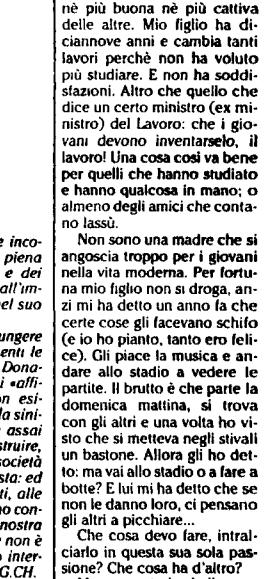 nè più buona nè più cattiva
delle altre. Mio figlio ha di-
ciannove anni e cambia tanti
lavori perchè non ha voluto
più studiare. E non ha soddi-
sfazioni. Altro che quello che
dice un certo ministro (ex mi-
nistro) del Lavoro: che i gio-
vani devono inventarselo, il
lavoro! Una cosa così va bene
per quelli che hanno studiato
e hanno qualcosa in mano; o
almeno degli amici che conta-
no lassù.
Non sono una madre che si
angoscia troppo per i giovani
nella vita moderna. Per fortu-
na mio figlio non si droga, an-
zi mi ha detto un anno fa che
certe cose gli facevano schifo
(e io ho pianto, tanto ero feli-
ce). Gli piace la musica e an-
dare allo stadio a vedere le
partite. Il brutto è che parte la
domenica mattina, si trova
con gli altri e una volta ho vi-
sto che si metteva negli stivali
un bastone. Allora gli ho det-
to: ma vai allo stadio o a fare a
botte? E lui mi ha detto che se
non le danno loro, ci pensano
gli altri a picchiare...
Che cosa devo fare, intral-
ciarlo in questa sua sola pas-
sione? Che cosa ha d'altro?
e inco-
piena
e dei
all'im-
nel suo
ungere
enti le
Dona-
i «affi-
on esi-
la sini-
assai
struire,
società
sta: ed
ti, alle
no con-
nostra
e non è
o inter-
G.CH.